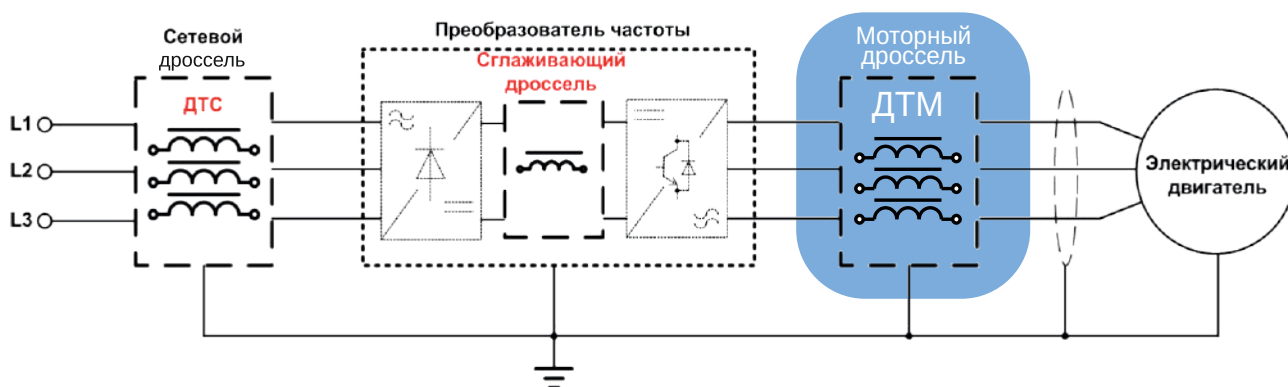 Сетевой
дроссель
ДТС
L1
L2
L3
Преобразователь частоты
Сглаживающий
дроссель
Моторный
дроссель
ДТМ
Электрический
двигатель